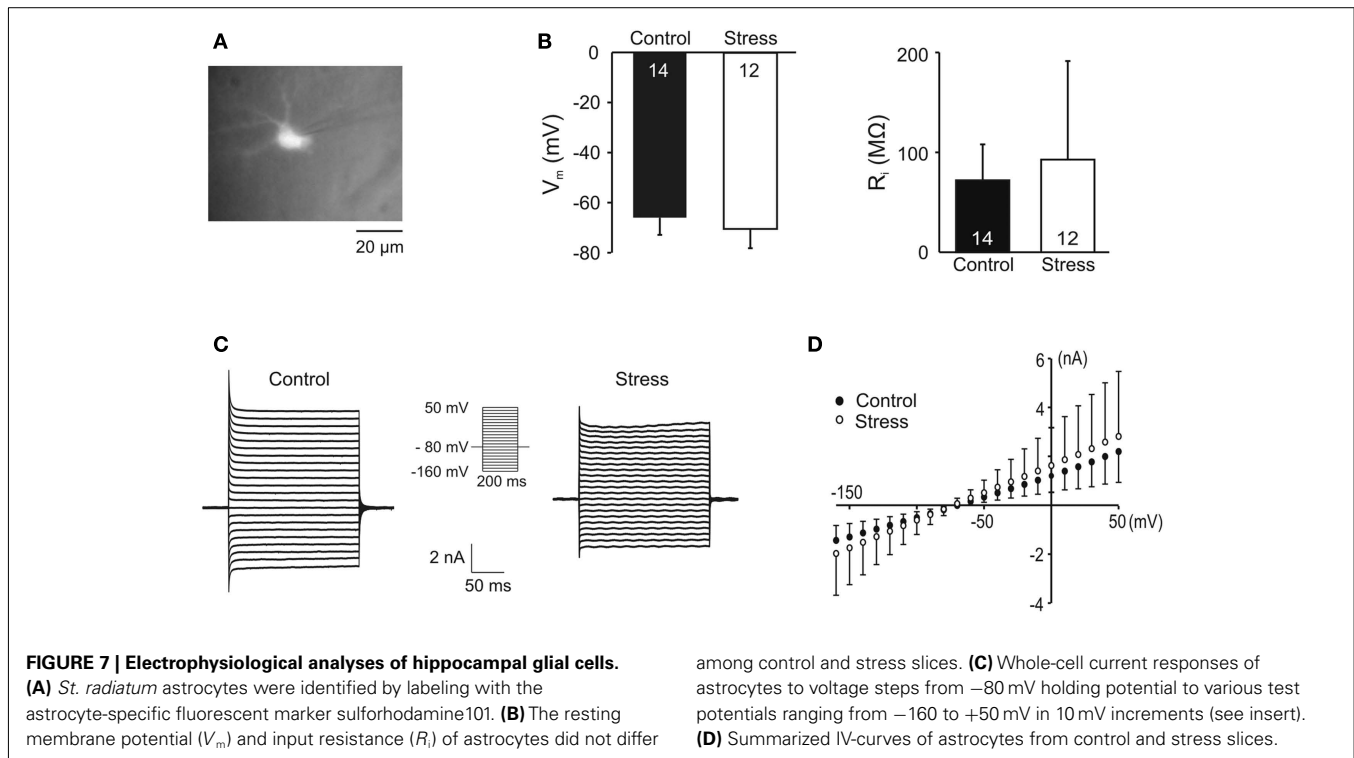 A
20 µm
B
Control Stress
0
-20
-40
-60
-80
Vm (mV)
14
12
200
100
0
Ri (MΩ)
14
12
Control Stress
C
Control
50 mV
- 80 mV
-160 mV
200 ms
2 nA
50 ms
Stress
D
6
(nA)
4
-2
-4
Control
Stress
-150
-50
50 (mV)
FIGURE 7 | Electrophysiological analyses of hippocampal glial cells.
(A) St. radiatum astrocytes were identified by labeling with the
astrocyte-specific fluorescent marker sulforhodamine101. (B) The resting
membrane potential (Vm) and input resistance (Ri) of astrocytes did not differ
among control and stress slices. (C) Whole-cell current responses of
astrocytes to voltage steps from −80 mV holding potential to various test
potentials ranging from −160 to +50 mV in 10 mV increments (see insert).
(D) Summarized IV-curves of astrocytes from control and stress slices.